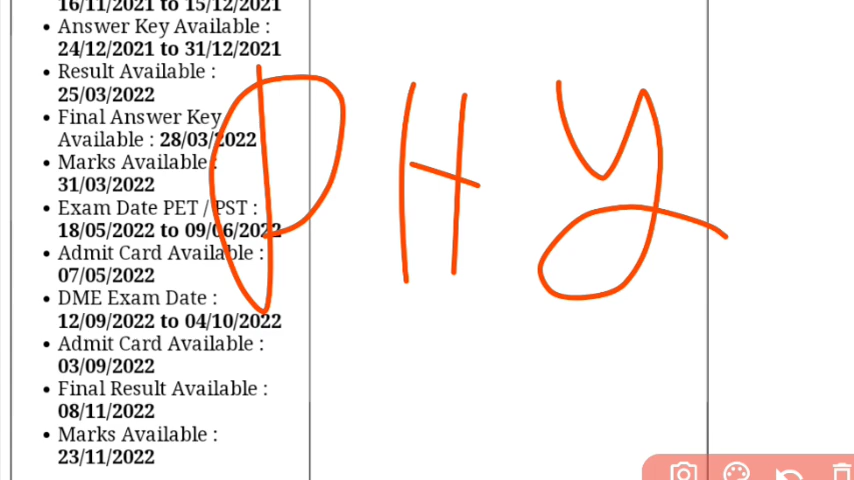 16/11/2021 to 15/12/2021
Answer Key Available :
24/12/2021 to 31/12/2021
Result Available :
25/03/2022
Final Answer Key
Available : 28/03/2022
Marks Available :
31/03/2022
Exam Date PET / PST :
18/05/2022 to 09/06/2022
Admit Card Available :
07/05/2022
DME Exam Date :
12/09/2022 to 04/10/2022
Admit Card Available :
03/09/2022
Final Result Available :
08/11/2022
Marks Available :
23/11/2022
PHY